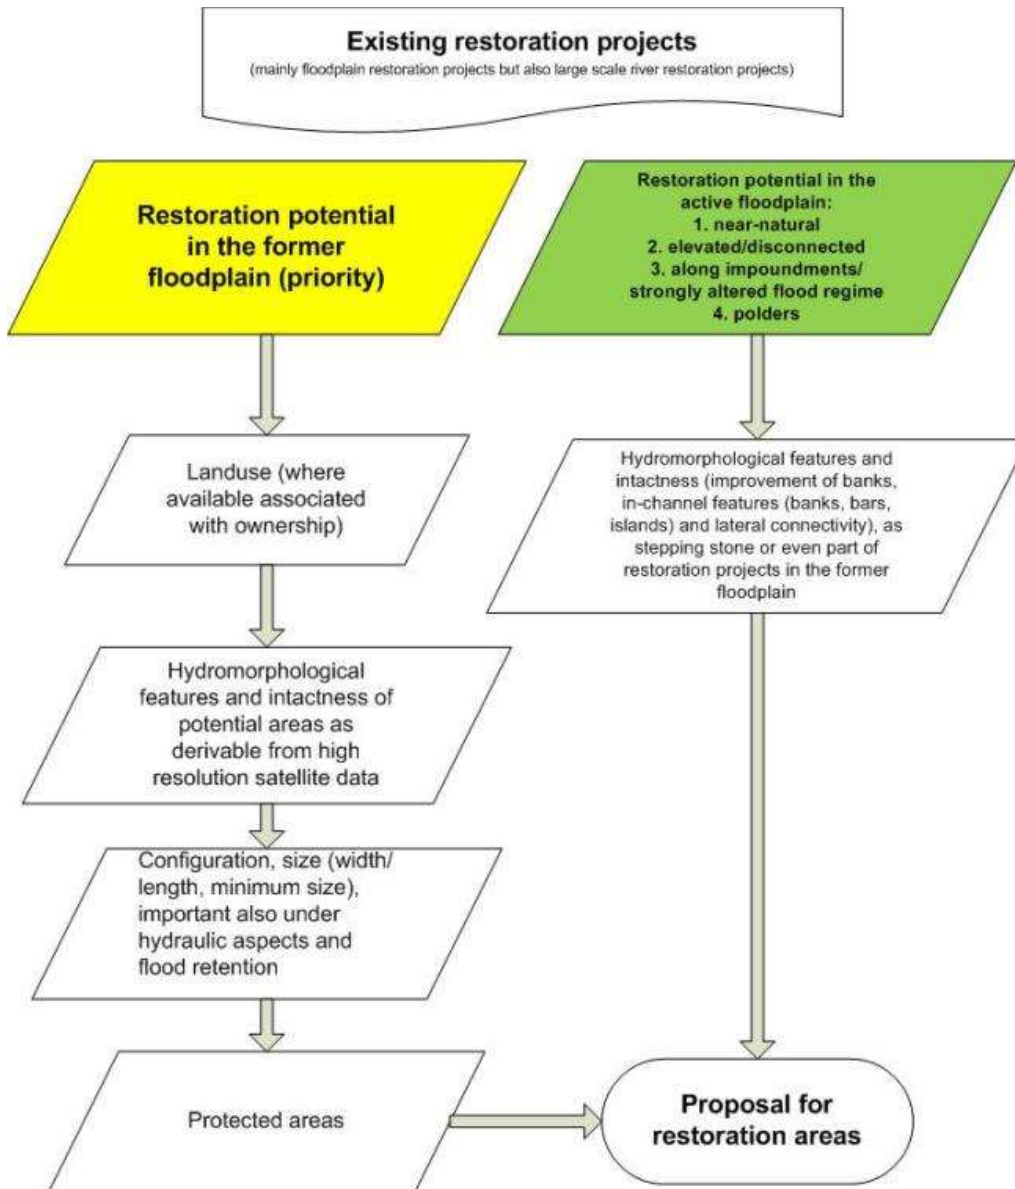 Existing restoration projects
(mainly floodplain restoration projects but also large scale river restoration projects)
Restoration potential
in the former
floodplain (priority)
Restoration potential in the
active floodplain:
1. near-natural
2. elevated/disconnected
3. along impoundments/
strongly altered flood regime
4. polders
Landuse (where
available associated
with ownership)
Hydromorphological features and
intactness (improvement of banks,
in-channel features (banks, bars,
islands) and lateral connectivity), as
stepping stone or even part of
restoration projects in the former
floodplain
Hydromorphological
features and intactness of
potential areas as
derivable from high
resolution satellite data
Configuration, size (width/
length, minimum size),
important also under
hydraulic aspects and
flood retention
Protected areas
Proposal for
restoration areas